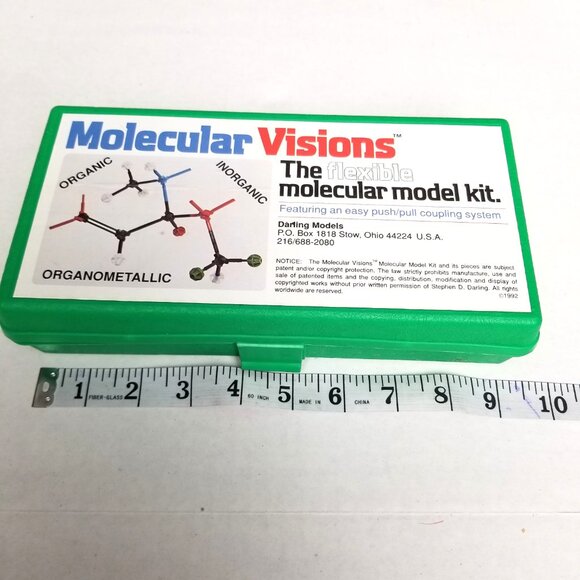 Molecular Visions™
The flexible
molecular model kit.
Featuring an easy push/pull coupling system
Darling Models
P.O. Box 1818 Stow, Ohio 44224 U.S.A.
216/688-2080
NOTICE: The Molecular Visions™ Molecular Model Kit and its pieces are subject
patent and/or copyright protection. The law strictly prohibits manufacture, use and
sale of patented items and the copying, distribution, modification and display of
copyrighted works without prior written permission of Stephen D. Darling. All rights
worldwide are reserved. ©1992
ORGANIC
INORGANIC
ORGANOMETALLIC
1 FIBER-GLASS 2 3 4 60 INCH 5 MADE IN 6 CHINA 7 8 9 10